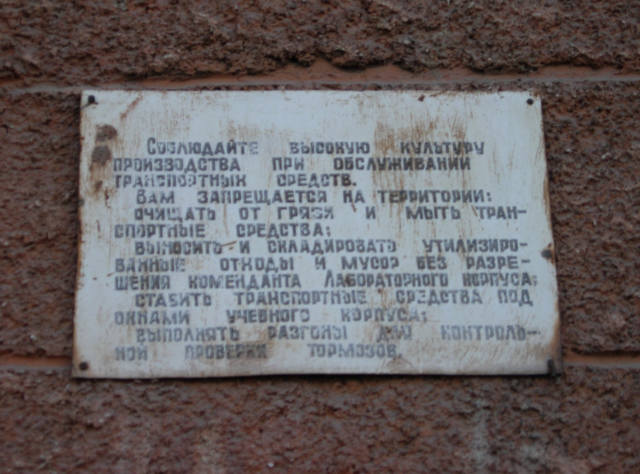 Соблюдайте высокую культуру
производства при обслуживании
транспортных средств.
Вам запрещается на территории:
очищать от грязи и мыть тран-
спортные средства;
выносить и складировать утилизиро-
ванные отходы и мусор без разре-
шения коменданта Лабораторного корпуса;
ставить транспортные средства под
окнами учебного корпуса;
выполнять разгоны для контроль-
ной проверки тормозов.